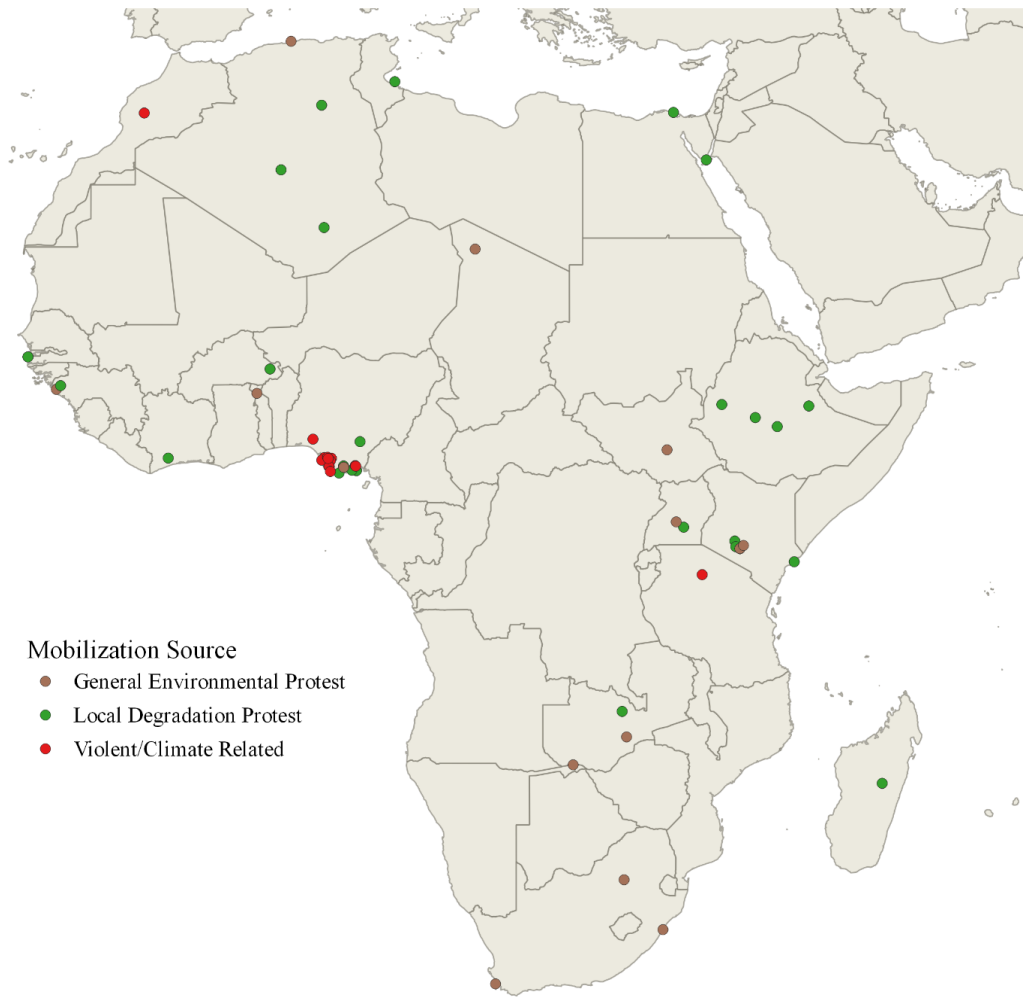 Mobilization Source
General Environmental Protest
Local Degradation Protest
Violent/Climate Related